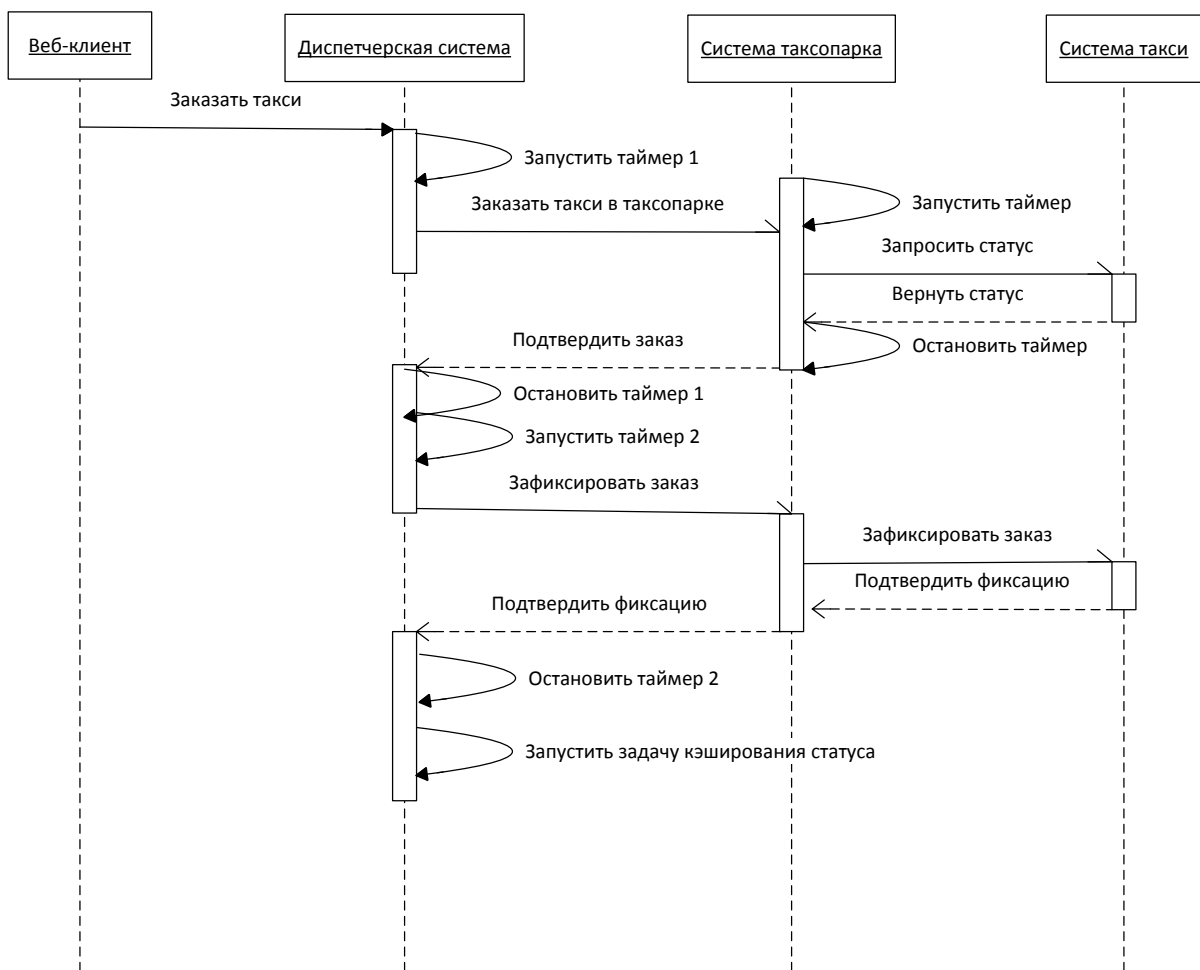 Веб-клиент
Диспетчерская система
Система таксопарка
Система такси
Заказать такси
Запустить таймер 1
Заказать такси в таксопарке
Запустить таймер
Запросить статус
Вернуть статус
Подтвердить заказ
Остановить таймер
Остановить таймер 1
Запустить таймер 2
Зафиксировать заказ
Зафиксировать заказ
Подтвердить фиксацию
Подтвердить фиксацию
Остановить таймер 2
Запустить задачу кэширования статуса